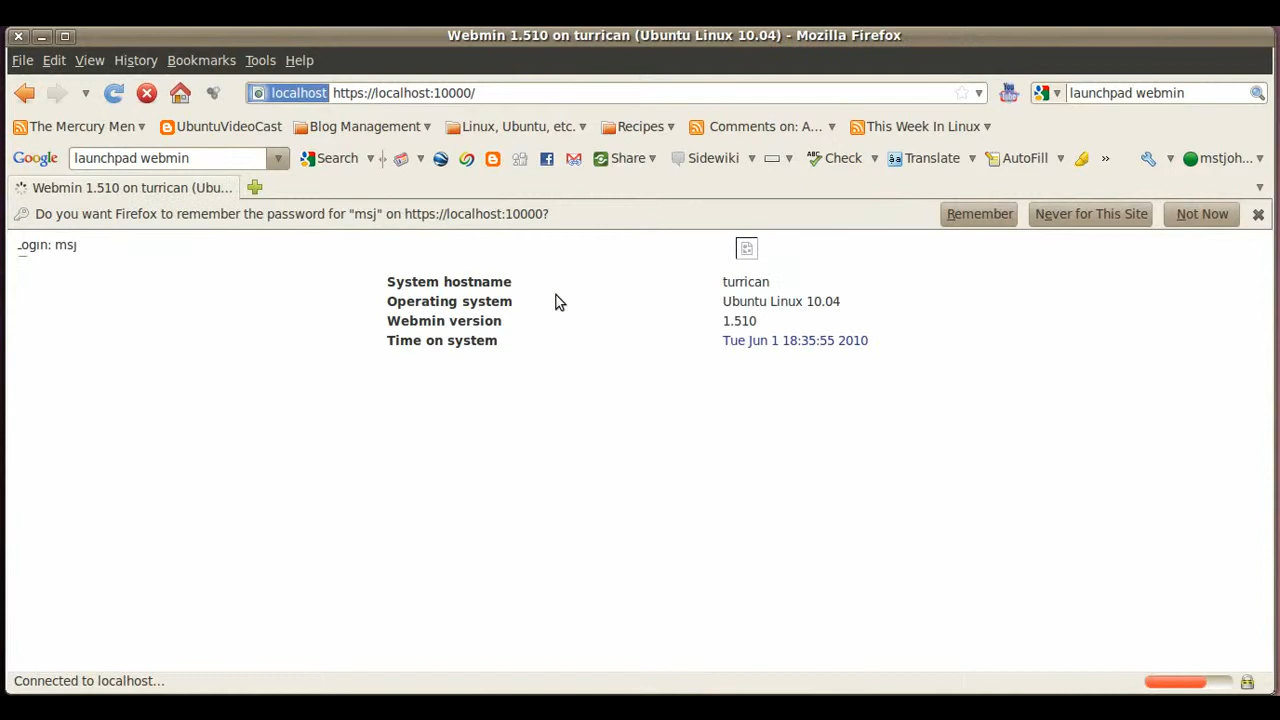 Webmin 1.510 on turrican (Ubuntu Linux 10.04) - Mozilla Firefox
File Edit View History Bookmarks Tools Help
localhost https://localhost:10000/ launchpad webmin
The Mercury Men UbuntuVideoCast Blog Management Linux, Ubuntu, etc. Recipes Comments on: A... This Week In Linux
Google launchpad webmin Search Share Sidewiki Check Translate AutoFill » mstjoh...
Webmin 1.510 on turrican (Ubu...
Do you want Firefox to remember the password for "msj" on https://localhost:10000? Remember Never for This Site Not Now
Login: msj
System hostname turrican
Operating system Ubuntu Linux 10.04
Webmin version 1.510
Time on system Tue Jun 1 18:35:55 2010
Connected to localhost...